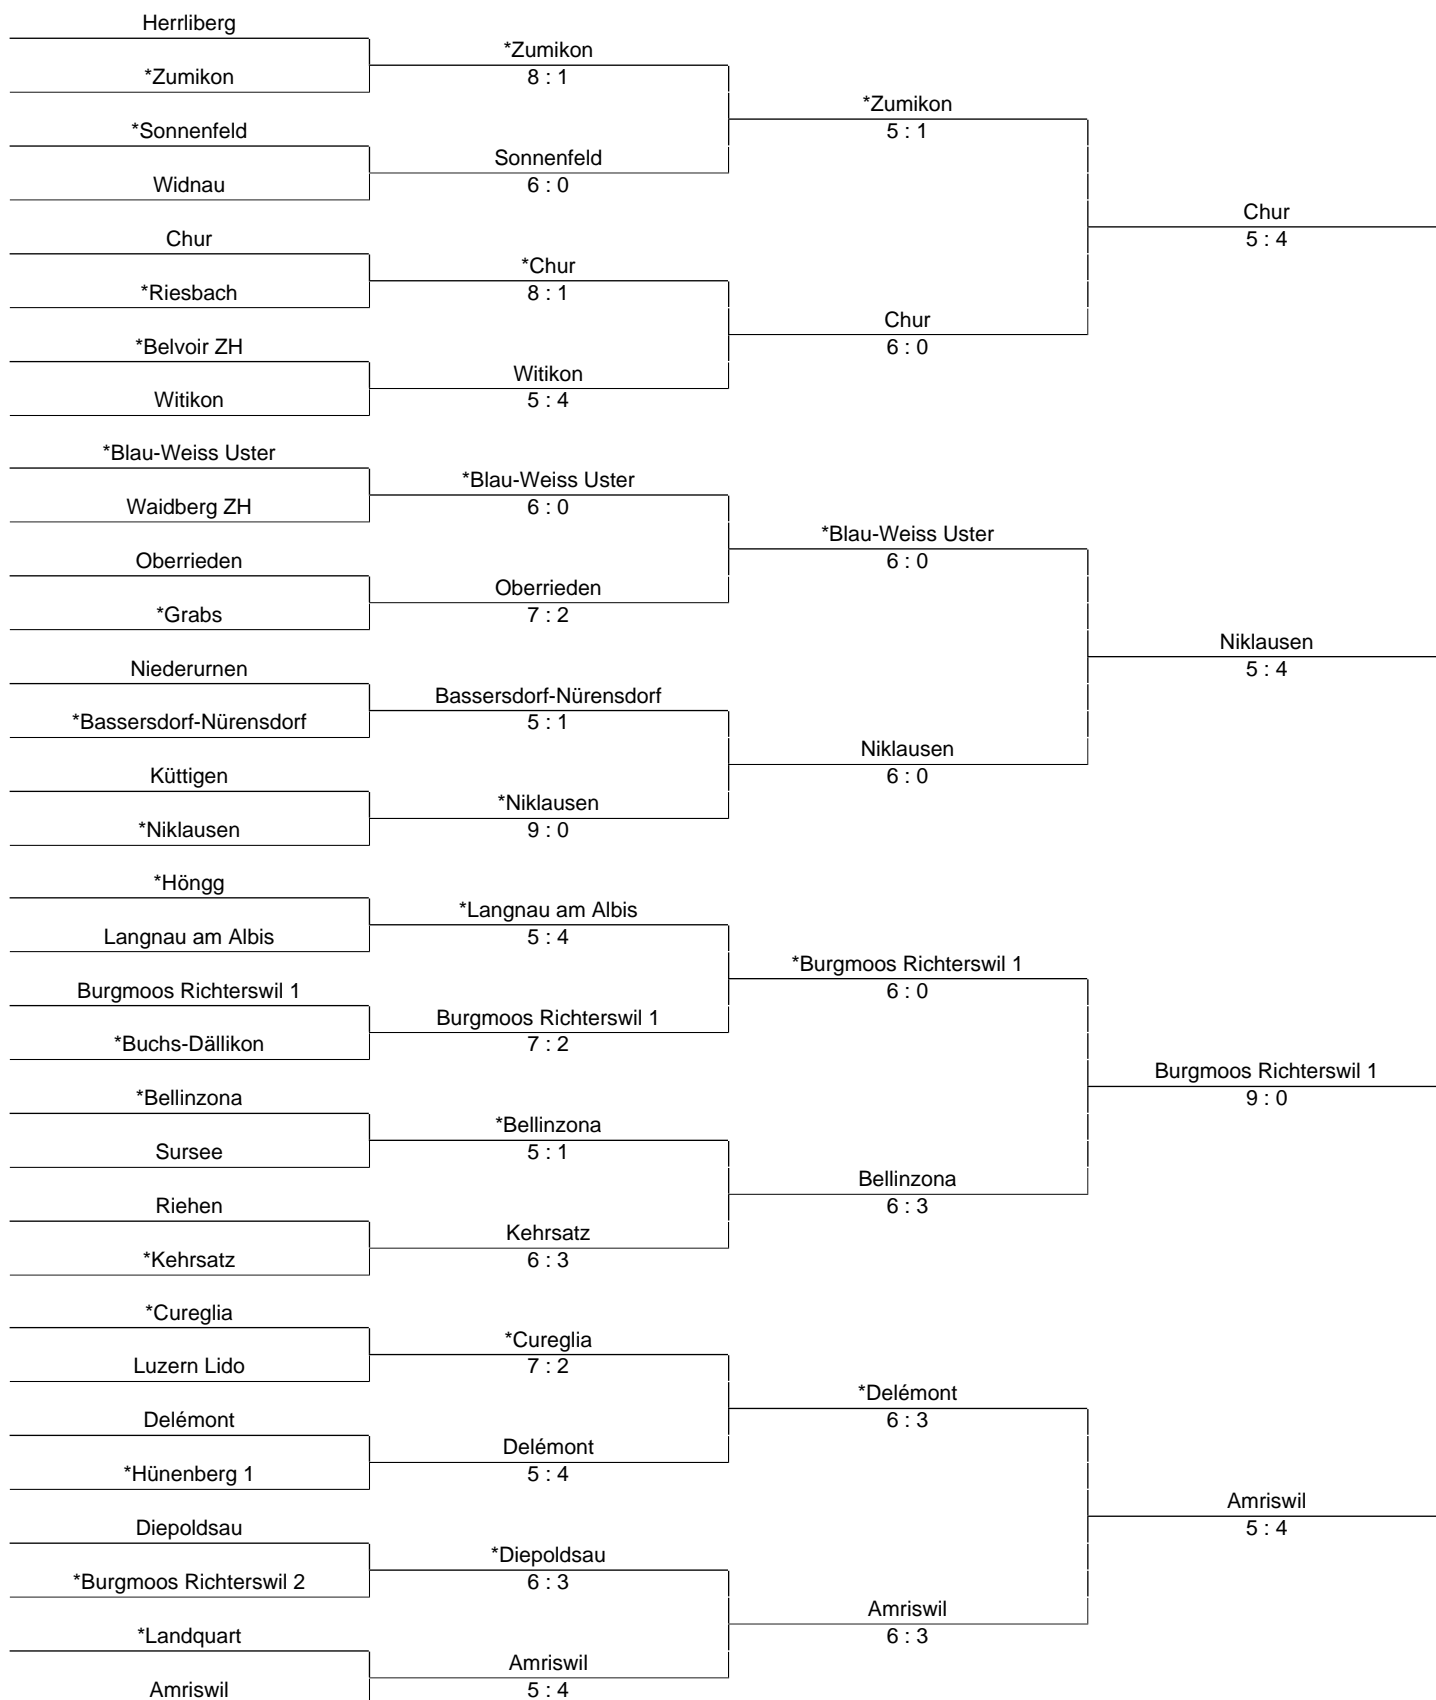 Herrliberg
*Zumikon
*Sonnenfeld
Widnau
Chur
*Riesbach
*Belvoir ZH
Witikon
*Blau-Weiss Uster
Waidberg ZH
Oberrieden
*Grabs
Niederurnen
*Bassersdorf-Nürensdorf
Küttigen
*Niklausen
*Höngg
Langnau am Albis
Burgmoos Richterswil 1
*Buchs-Dällikon
*Bellinzona
Sursee
Riehen
*Kehrsatz
*Cureglia
Luzern Lido
Delémont
*Hünenberg 1
Diepoldsau
*Burgmoos Richterswil 2
*Landquart
Amriswil
*Zumikon
8 : 1
Sonnenfeld
6 : 0
*Chur
8 : 1
Witikon
5 : 4
*Blau-Weiss Uster
6 : 0
Oberrieden
7 : 2
Bassersdorf-Nürensdorf
5 : 1
*Niklausen
9 : 0
*Langnau am Albis
5 : 4
Burgmoos Richterswil 1
7 : 2
*Bellinzona
5 : 1
Kehrsatz
6 : 3
*Cureglia
7 : 2
Delémont
5 : 4
*Diepoldsau
6 : 3
Amriswil
5 : 4
*Zumikon
5 : 1
Chur
6 : 0
*Blau-Weiss Uster
6 : 0
Niklausen
6 : 0
*Burgmoos Richterswil 1
6 : 0
Bellinzona
6 : 3
*Delémont
6 : 3
Amriswil
6 : 3
Chur
5 : 4
Niklausen
5 : 4
Burgmoos Richterswil 1
9 : 0
Amriswil
5 : 4